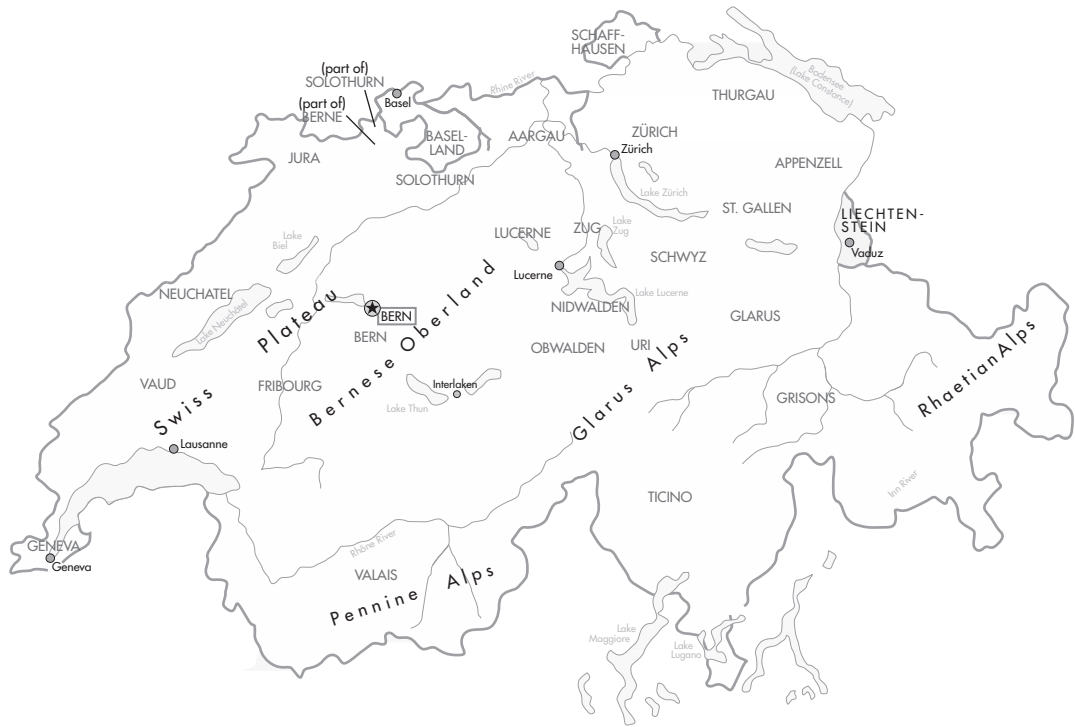 SCHAFF-
HAUSEN
Bodensee
(Lake Constance)
(part of)
SOLOTHURN
Rhine River
Basel
(part of)
BERNE
THURGAU
BASEL-
LAND
AARGAU
ZÜRICH
Zürich
JURA
APPENZELL
SOLOTHURN
Lake Zürich
ST. GALLEN
LIECHTEN-
STEIN
Vaduz
LUCERNE
ZUG
Lake
Zug
Lake
Biel
SCHWYZ
Lucerne
NEUCHATEL
Lake Neuchâtel
Lake Lucerne
NIDWALDEN
GLARUS
BERN
BERN
Swiss Plateau
Bernese Oberland
OBWALDEN
URI
Glarus Alps
Rhaetian Alps
VAUD
FRIBOURG
Interlaken
Lake Thun
GRISONS
Lausanne
Inn River
TICINO
GENEVA
Geneva
Rhône River
VALAIS
Pennine Alps
Lake
Maggiore
Lake
Lugano